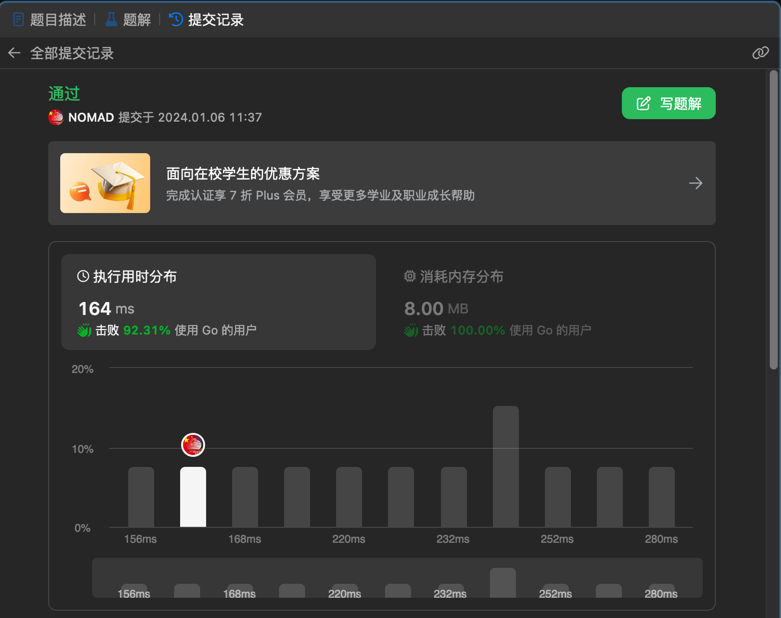 题目描述 题解 提交记录
全部提交记录
通过
NOMAD 提交于 2024.01.06 11:37
写题解
面向在校学生的优惠方案
完成认证享 7 折 Plus 会员，享受更多学业及职业成长帮助
执行用时分布
164 ms
击败 92.31% 使用 Go 的用户
消耗内存分布
8.00 MB
击败 100.00% 使用 Go 的用户
20%
10%
0%
156ms 168ms 220ms 232ms 252ms 280ms
156ms 168ms 220ms 232ms 252ms 280ms